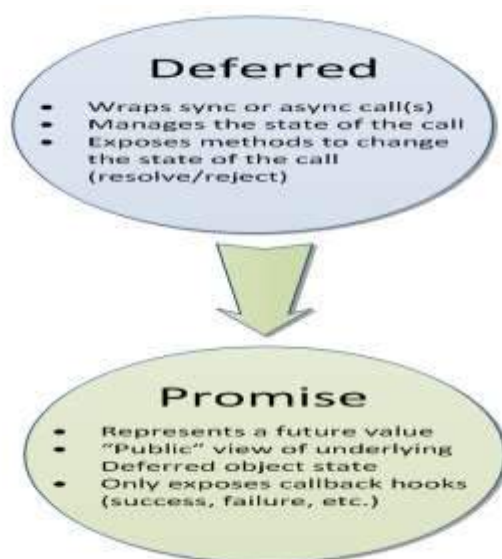 Deferred
• Wraps sync or async call(s)
• Manages the state of the call
• Exposes methods to change
the state of the call
(resolve/reject)
Promise
• Represents a future value
• “Public” view of underlying
Deferred object state
• Only exposes callback hooks
(success, failure, etc.)